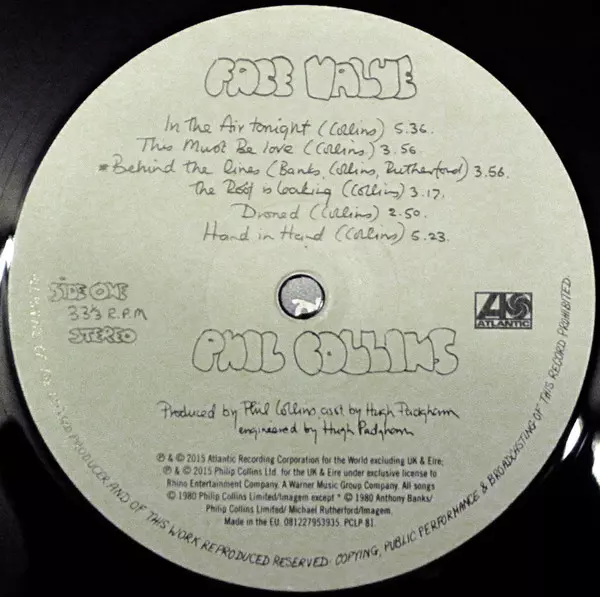 FACE VALUE
In the Air tonight (Collins) 5.36.
This Must Be love (Collins) 3.56.
*Behind the lines (Banks, Collins, Rutherford) 3.56.
The Roof is leaking (Collins) 3.17.
Droned (Collins) 2.50.
Hand in Hand (Collins) 5.23.
SIDE ONE
33⅓ R.P.M
STEREO
ATLANTIC
PHIL COLLINS
Produced by Phil Collins, asst by Hugh Padgham
engineered by Hugh Padgham
℗ & © 2015 Atlantic Recording Corporation for the World excluding UK & Eire;
℗ & © 2015 Philip Collins Ltd. for the UK & Eire under exclusive license to
Rhino Entertainment Company. A Warner Music Group Company. All songs
© 1980 Philip Collins Limited/Imagem except * © 1980 Anthony Banks/
Philip Collins Limited/ Michael Rutherford/Imagem.
Made in the EU. 081227953935. PCLP 81.
PRODUCER AND OF THIS WORK REPRODUCED RESERVED: COPYING, PUBLIC PERFORMANCE & BROADCASTING OF THIS RECORD PROHIBITED.